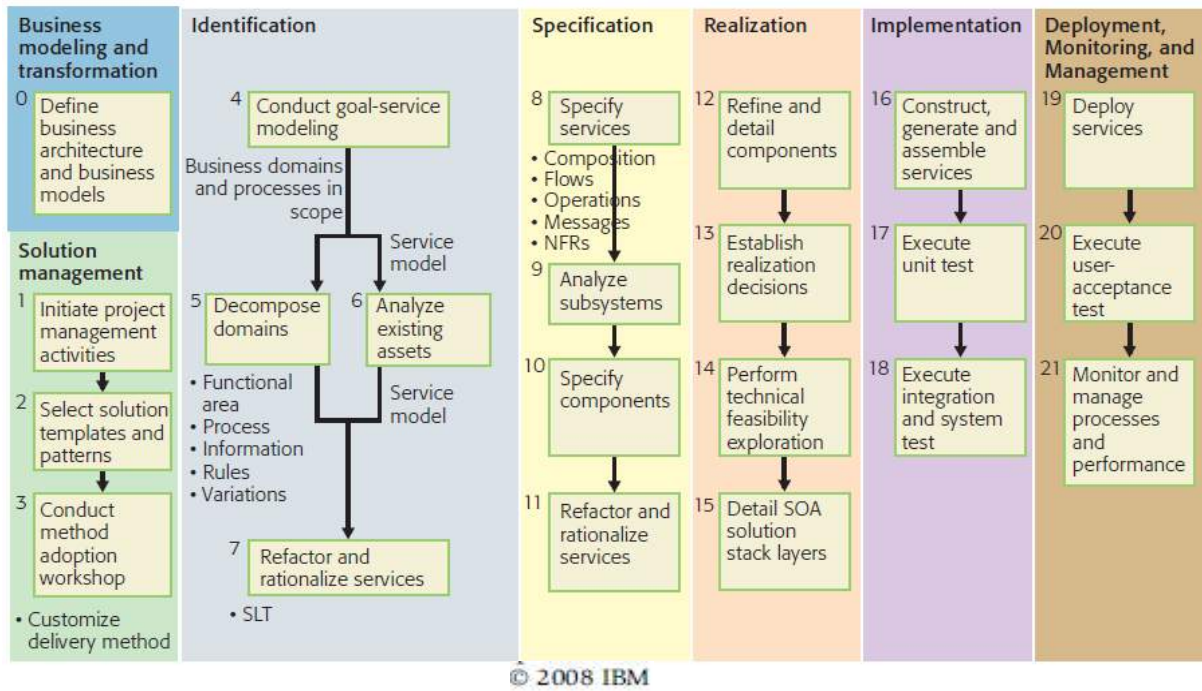 Business
modeling and
transformation
0
Define
business
architecture
and business
models
Solution
management
1
Initiate project
management
activities
2
Select solution
templates and
patterns
3
Conduct
method
adoption
workshop
• Customize
delivery method
Identification
4
Conduct goal-service
modeling
Business domains
and processes in
scope
Service
model
5
Decompose
domains
6
Analyze
existing
assets
• Functional
area
• Process
• Information
• Rules
• Variations
Service
model
7
Refactor and
rationalize services
• SLT
Specification
8
Specify
services
• Composition
• Flows
• Operations
• Messages
• NFRs
9
Analyze
subsystems
10
Specify
components
11
Refactor and
rationalize
services
Realization
12
Refine and
detail
components
13
Establish
realization
decisions
14
Perform
technical
feasibility
exploration
15
Detail SOA
solution
stack layers
Implementation
16
Construct,
generate and
assemble
services
17
Execute
unit test
18
Execute
integration
and system
test
Deployment,
Monitoring, and
Management
19
Deploy
services
20
Execute
user-
acceptance
test
21
Monitor and
manage
processes
and
performance
© 2008 IBM